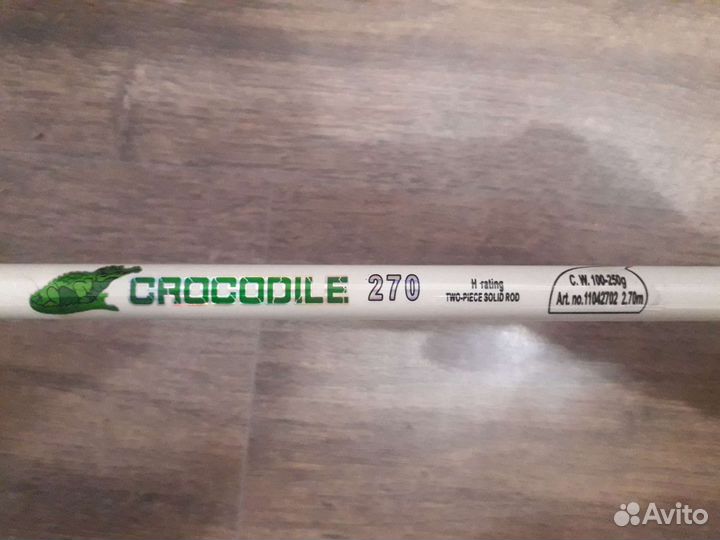 CROCODILE 270
H rating
TWO-PIECE SOLID ROD
C. W. 100-250g
Art. no. 11042702 2.70m
Avito